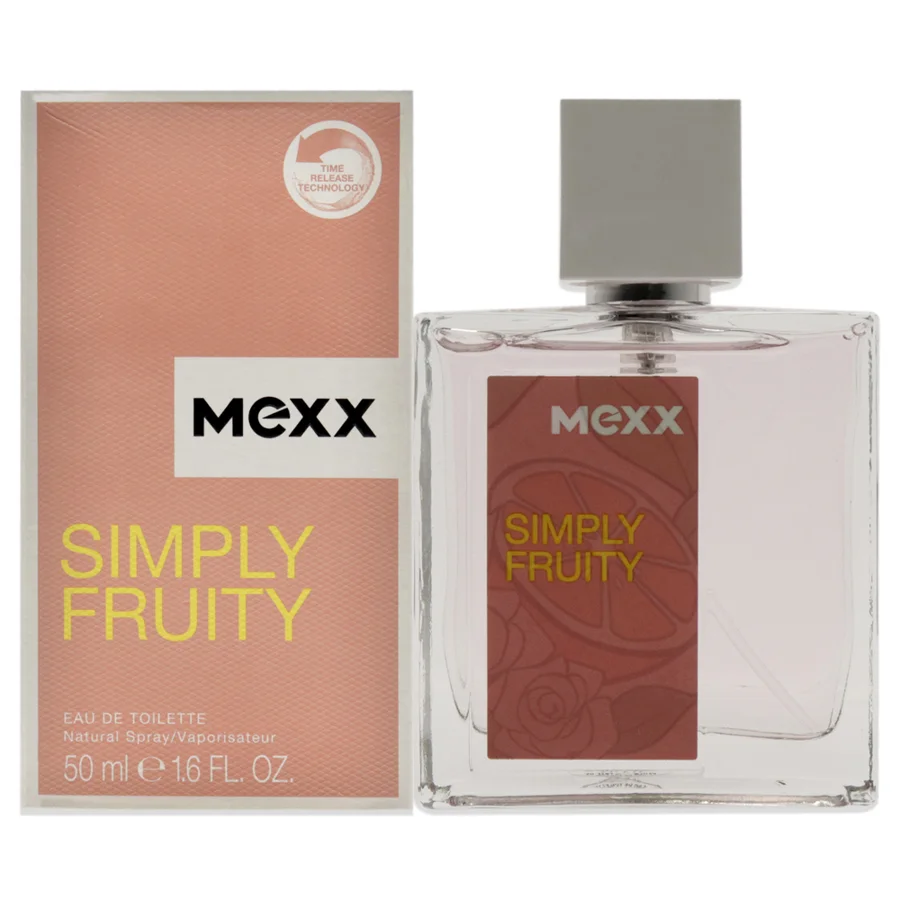 TIME
RELEASE
TECHNOLOGY
MEXX
SIMPLY
FRUITY
EAU DE TOILETTE
Natural Spray/Vaporisateur
50 ml ℮ 1.6 FL. OZ.
MEXX
SIMPLY
FRUITY